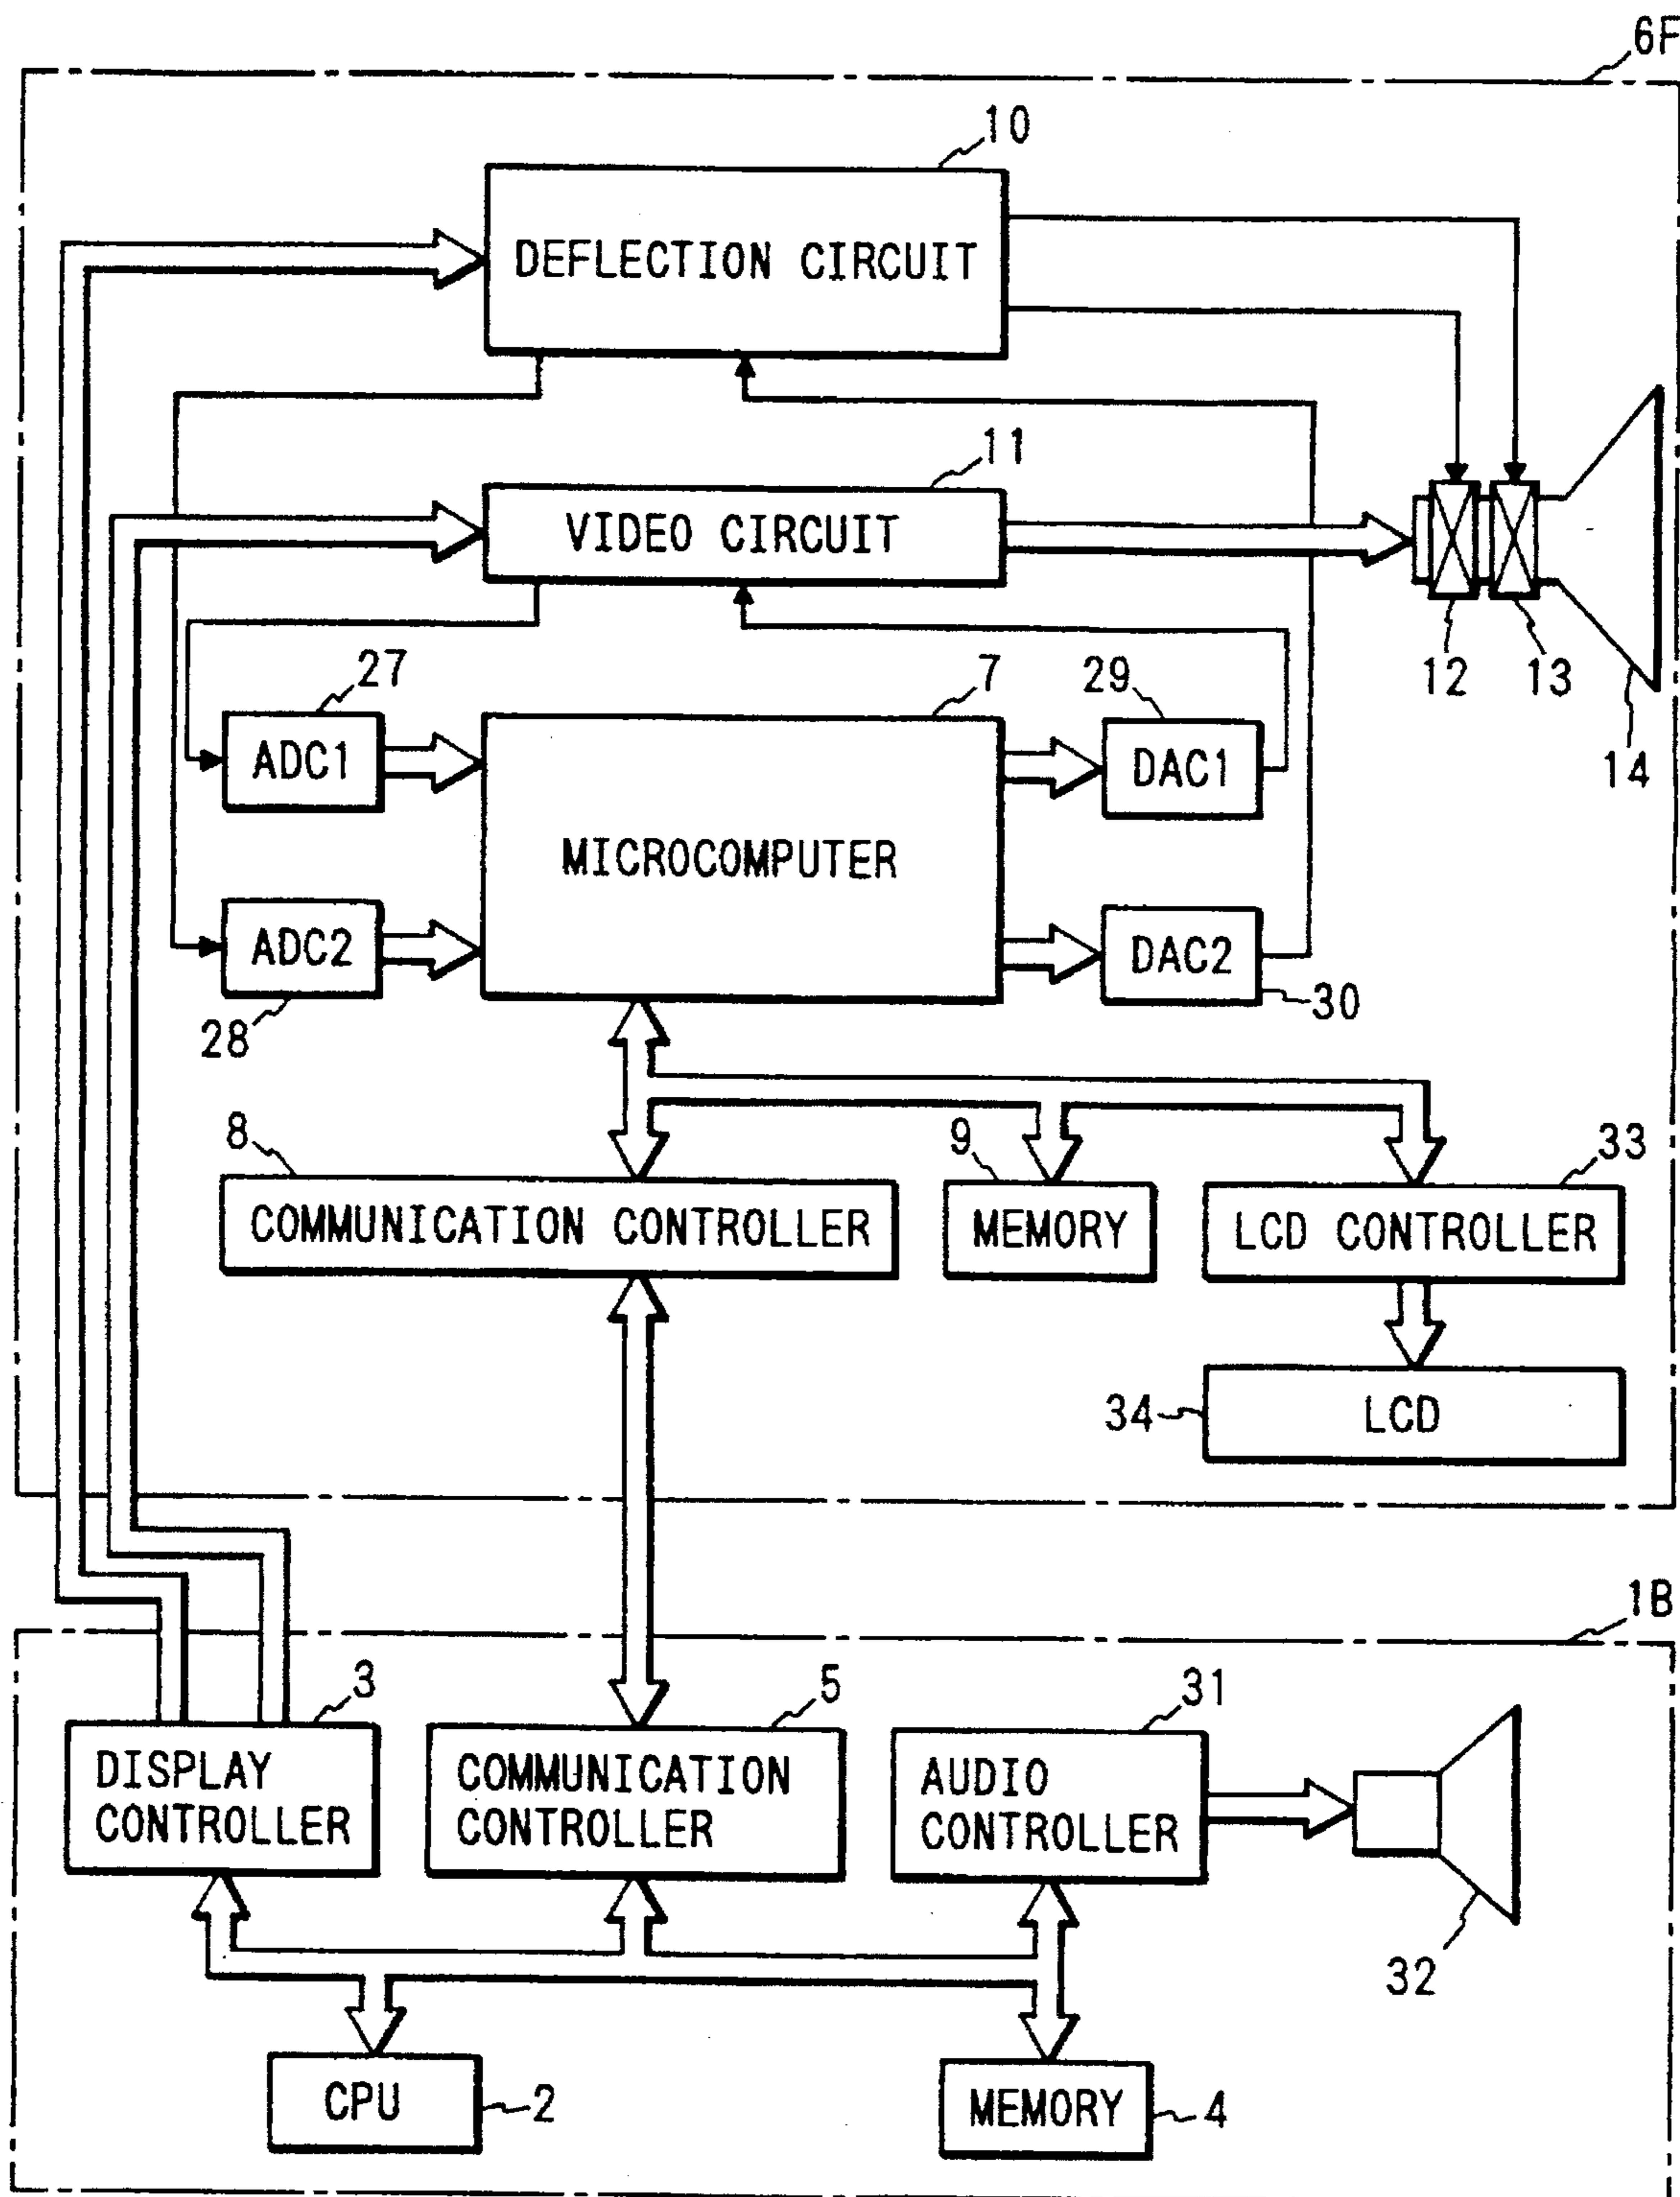 6F
10
DEFLECTION CIRCUIT
11
VIDEO CIRCUIT
12
13
14
27
7
29
ADC1
DAC1
MICROCOMPUTER
ADC2
DAC2
28
30
8
9
33
COMMUNICATION CONTROLLER
MEMORY
LCD CONTROLLER
34
LCD
1B
3
5
31
DISPLAY
CONTROLLER
COMMUNICATION
CONTROLLER
AUDIO
CONTROLLER
32
CPU
2
MEMORY
4